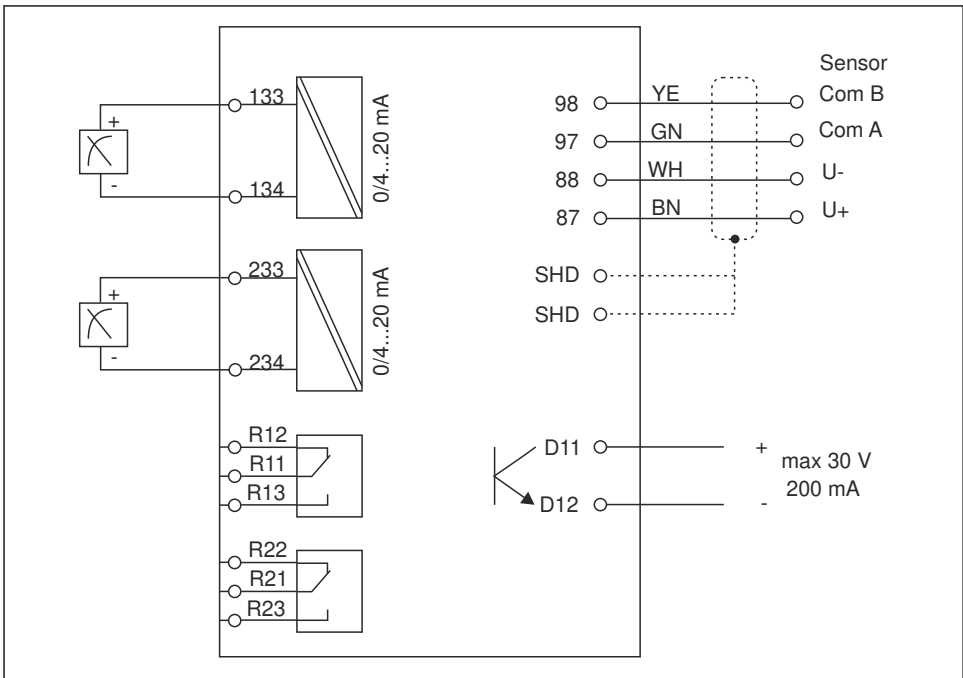 +
-
133
134
0/4...20 mA
+
-
233
234
0/4...20 mA
R12
R11
R13
R22
R21
R23
Sensor
98 YE Com B
97 GN Com A
88 WH U-
87 BN U+
SHD
SHD
D11 +
max 30 V
200 mA
D12 -